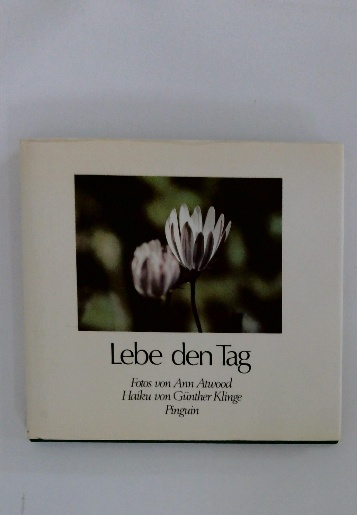 Lebe den Tag
Fotos von Ann Atwood
Haiku von Günther Klinge
Pinguin